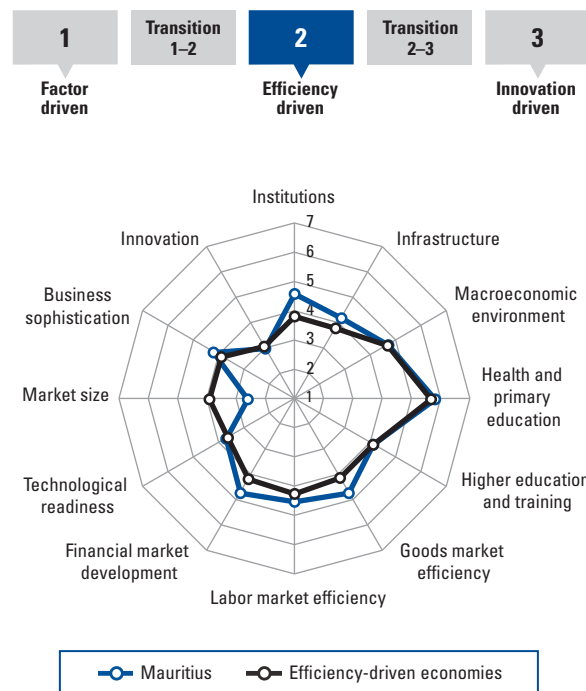 1
Transition
1–2
2
Transition
2–3
3
Factor
driven
Efficiency
driven
Innovation
driven
Institutions
7
Innovation
6
Infrastructure
5
Business
sophistication
4
Macroeconomic
environment
3
2
Market size
1
Health and
primary
education
Technological
readiness
Higher education
and training
Financial market
development
Goods market
efficiency
Labor market efficiency
Mauritius
Efficiency-driven economies